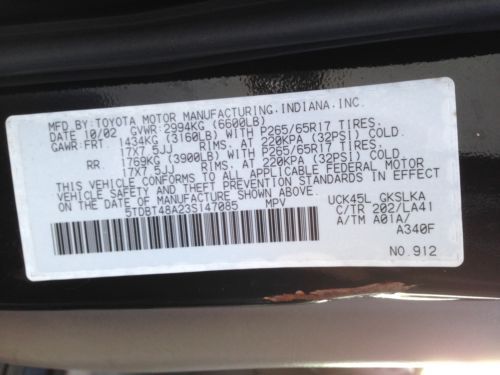 MFD.BY:TOYOTA MOTOR MANUFACTURING,INDIANA,INC.
DATE 10/02 GVWR:2994KG (6600LB)
GAWR:FRT. 1434KG (3160LB) WITH P265/65R17 TIRES.
17X7.5JJ RIMS. AT 220KPA (32PSI) COLD.
RR. 1769KG (3900LB) WITH P265/65R17 TIRES.
17X7.5JJ RIMS. AT 220KPA (32PSI) COLD.
THIS VEHICLE CONFORMS TO ALL APPLICABLE FEDERAL MOTOR
VEHICLE SAFETY AND THEFT PREVENTION STANDARDS IN EFFECT
ON THE DATE OF MANUFACTURE SHOWN ABOVE.
5TDBT48A23S147085 MPV
UCK45L GKSLKA
C/TR 202/LA41
A/TM A01A/
A340F
NO.912